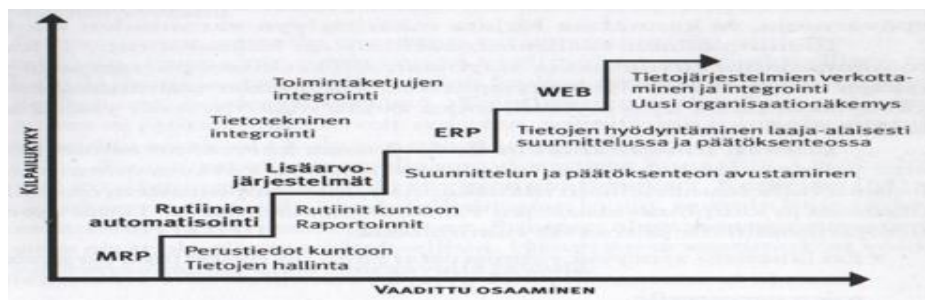 KILPAILUKYKY
Toimintaketjujen
integrointi
WEB
Tietojärjestelmien verkotta-
minen ja integrointi
Uusi organisaationäkemys
Tietotekninen
integrointi
ERP
Tietojen hyödyntäminen laaja-alaisesti
suunnittelussa ja päätöksenteossa
Lisäarvo-
järjestelmät
Suunnittelun ja päätöksenteon avustaminen
Rutiinien
automatisointi
Rutiinit kuntoon
Raportoinnit
MRP
Perustiedot kuntoon
Tietojen hallinta
VAADITTU OSAAMINEN